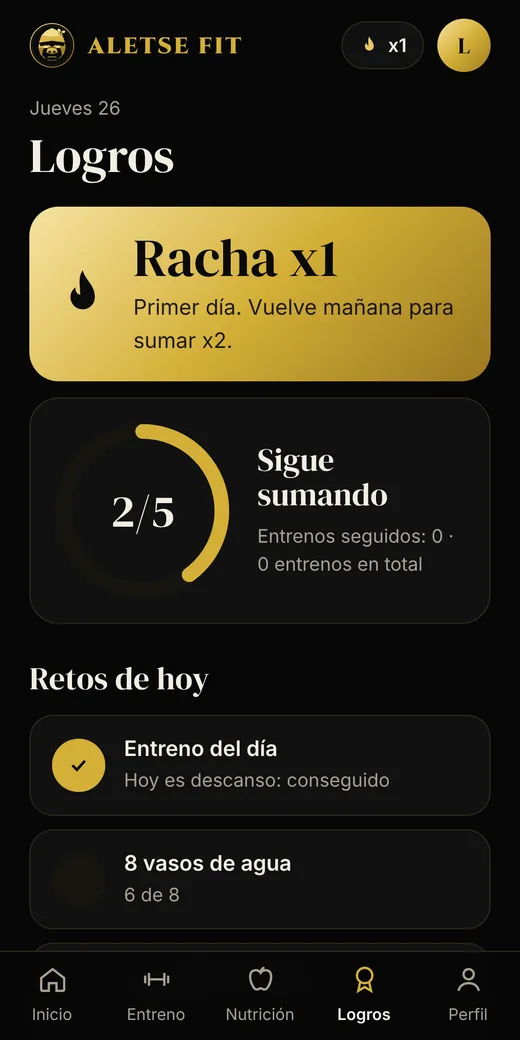 ALETSE FIT
x1
L
Jueves 26
Logros
Racha x1
Primer día. Vuelve mañana para
sumar x2.
2/5
Sigue
sumando
Entrenos seguidos: 0 ·
0 entrenos en total
Retos de hoy
Entreno del día
Hoy es descanso: conseguido
8 vasos de agua
6 de 8
Inicio
Entreno
Nutrición
Logros
Perfil